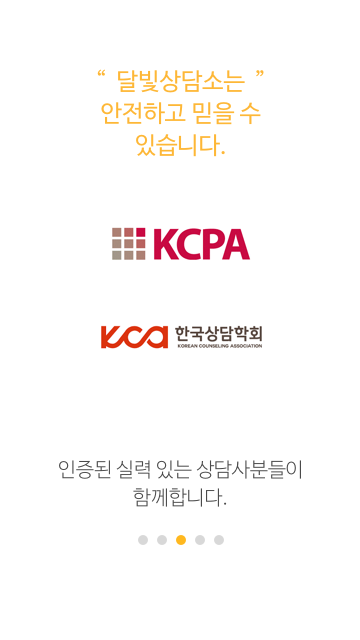 “ 달빛상담소는 ”
안전하고 믿을 수
있습니다.
KCPA
kca 한국상담학회
KOREAN COUNSELING ASSOCIATION
인증된 실력 있는 상담사분들이
함께합니다.